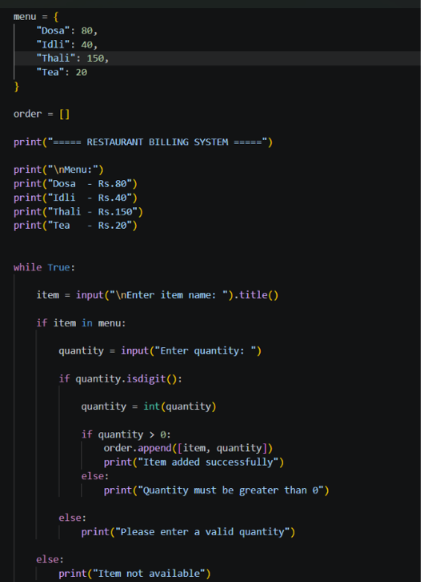 menu = {
    "Dosa": 80,
    "Idli": 40,
    "Thali": 150,
    "Tea": 20
}
order = []
print("===== RESTAURANT BILLING SYSTEM =====")
print("\nMenu:")
print("Dosa  - Rs.80")
print("Idli  - Rs.40")
print("Thali - Rs.150")
print("Tea   - Rs.20")
while True:
    item = input("\nEnter item name: ").title()
    if item in menu:
        quantity = input("Enter quantity: ")
        if quantity.isdigit():
            quantity = int(quantity)
            if quantity > 0:
                order.append([item, quantity])
                print("Item added successfully")
            else:
                print("Quantity must be greater than 0")
        else:
            print("Please enter a valid quantity")
    else:
        print("Item not available")